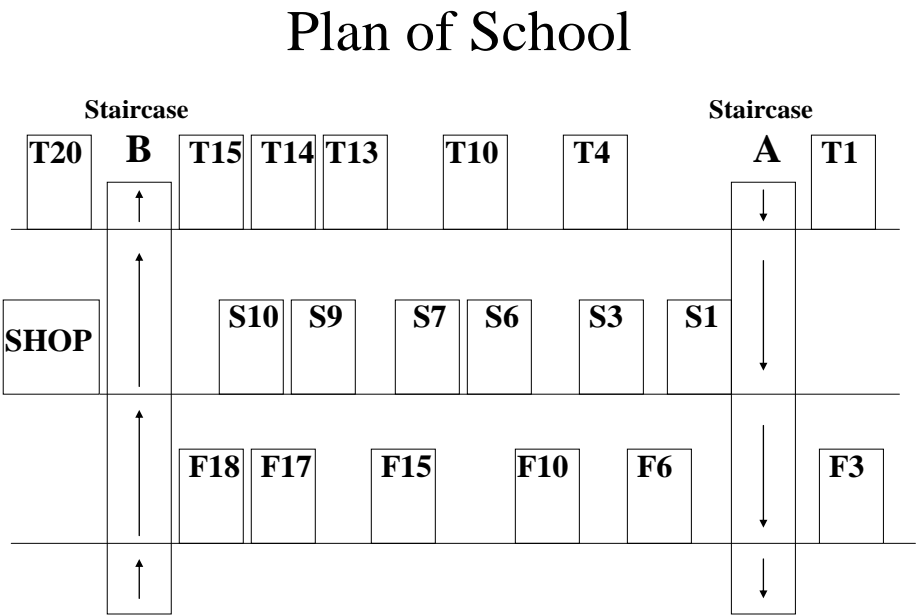 Plan of School
Staircase Staircase
T20 B T15 T14 T13 T10 T4 A T1
SHOP S10 S9 S7 S6 S3 S1
F18 F17 F15 F10 F6 F3